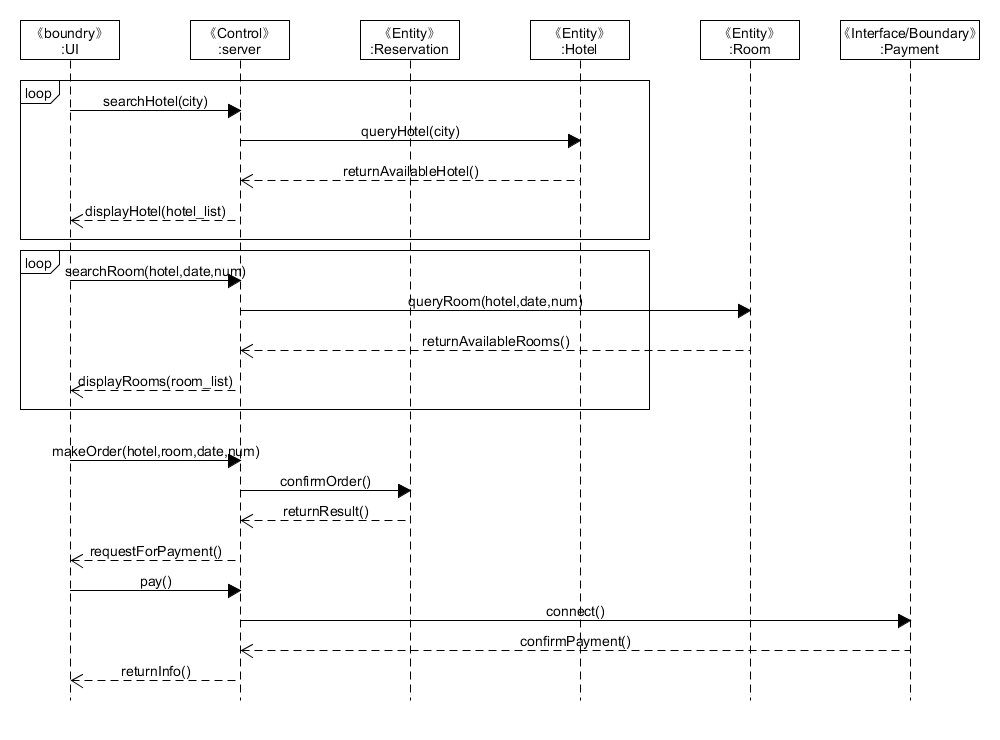 《boundry》
:UI
《Control》
:server
《Entity》
:Reservation
《Entity》
:Hotel
《Entity》
:Room
《Interface/Boundary》
:Payment
loop
searchHotel(city)
queryHotel(city)
returnAvailableHotel()
displayHotel(hotel_list)
loop
searchRoom(hotel,date,num)
queryRoom(hotel,date,num)
returnAvailableRooms()
displayRooms(room_list)
makeOrder(hotel,room,date,num)
confirmOrder()
returnResult()
requestForPayment()
pay()
connect()
confirmPayment()
returnInfo()